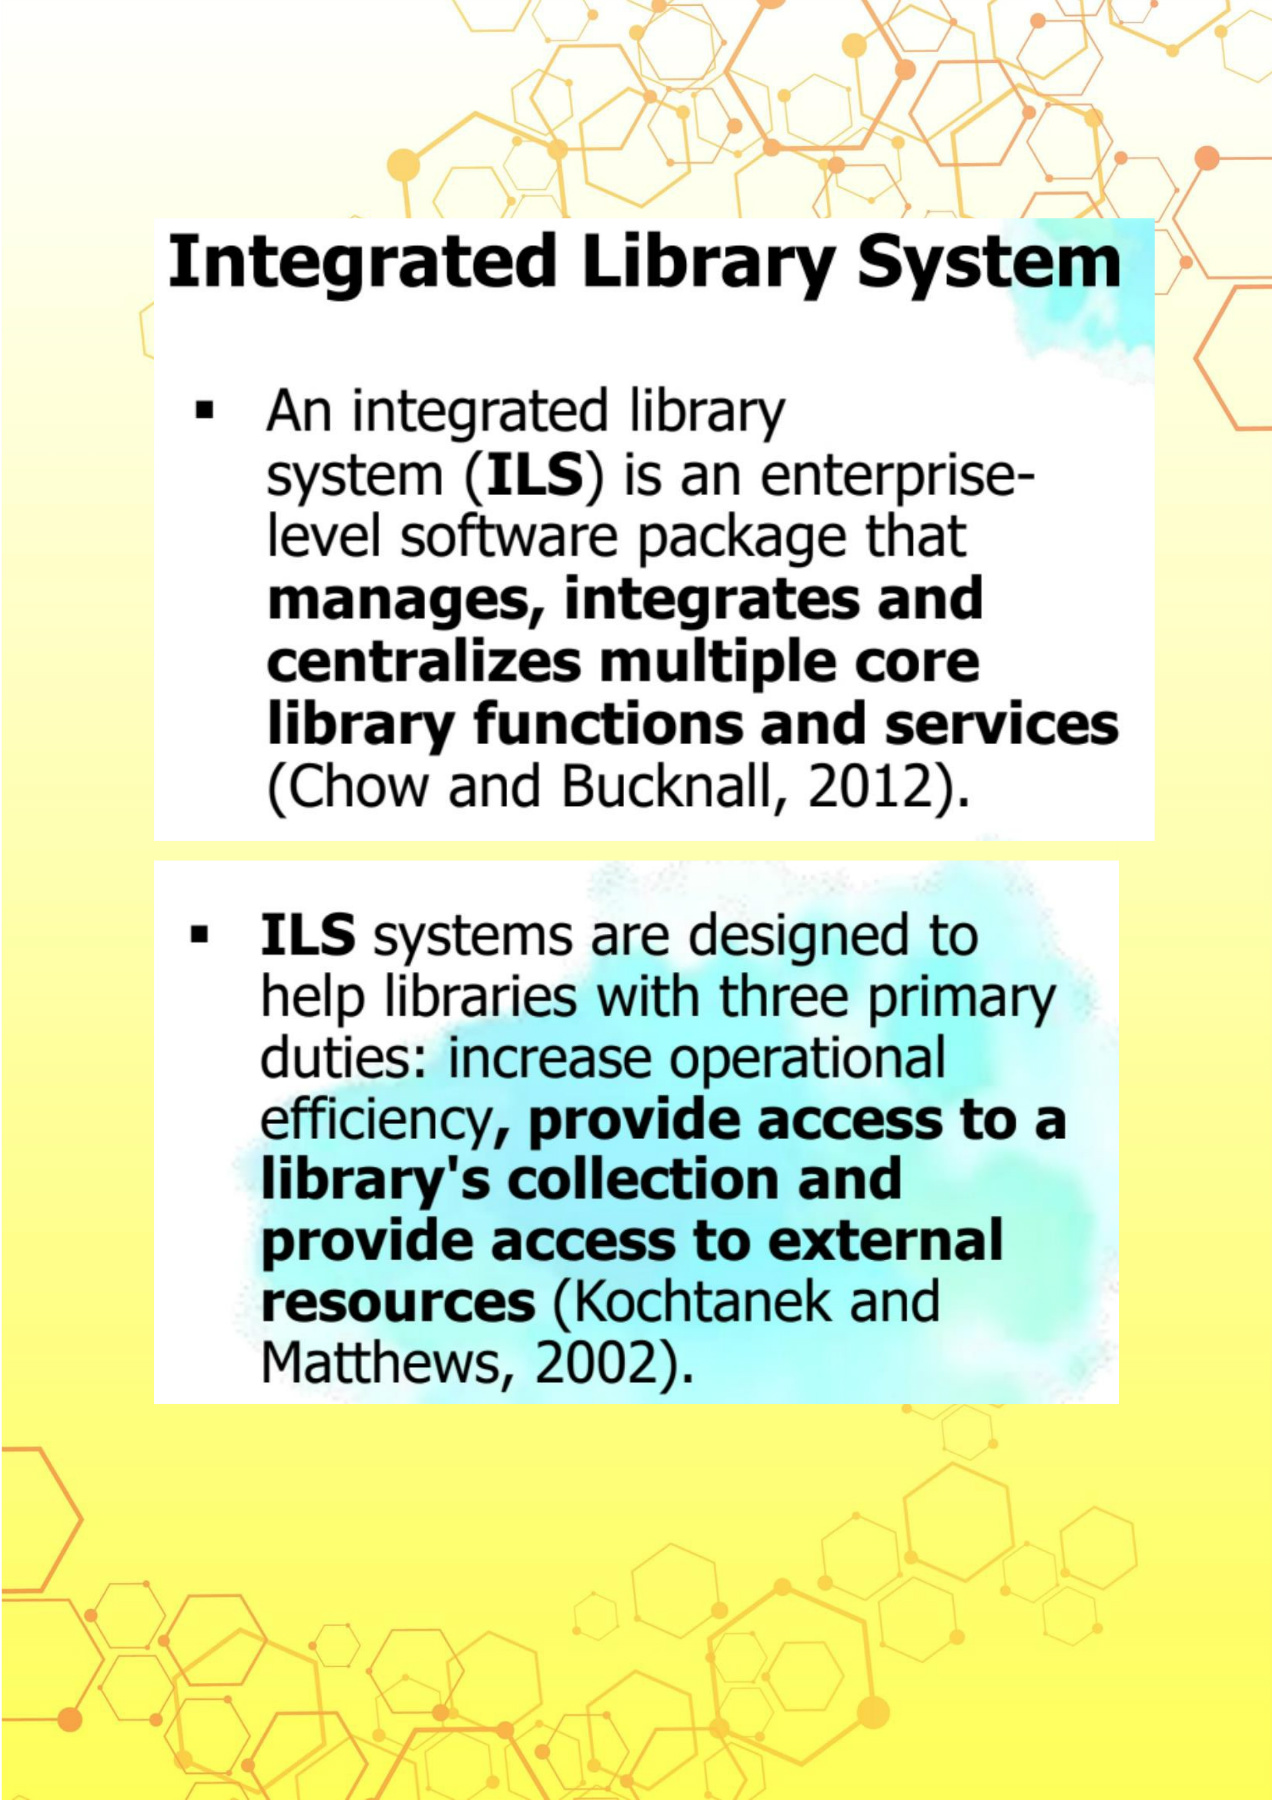 Integrated Library System
▪ An integrated library
system (ILS) is an enterprise-
level software package that
manages, integrates and
centralizes multiple core
library functions and services
(Chow and Bucknall, 2012).
▪ ILS systems are designed to
help libraries with three primary
duties: increase operational
efficiency, provide access to a
library's collection and
provide access to external
resources (Kochtanek and
Matthews, 2002).